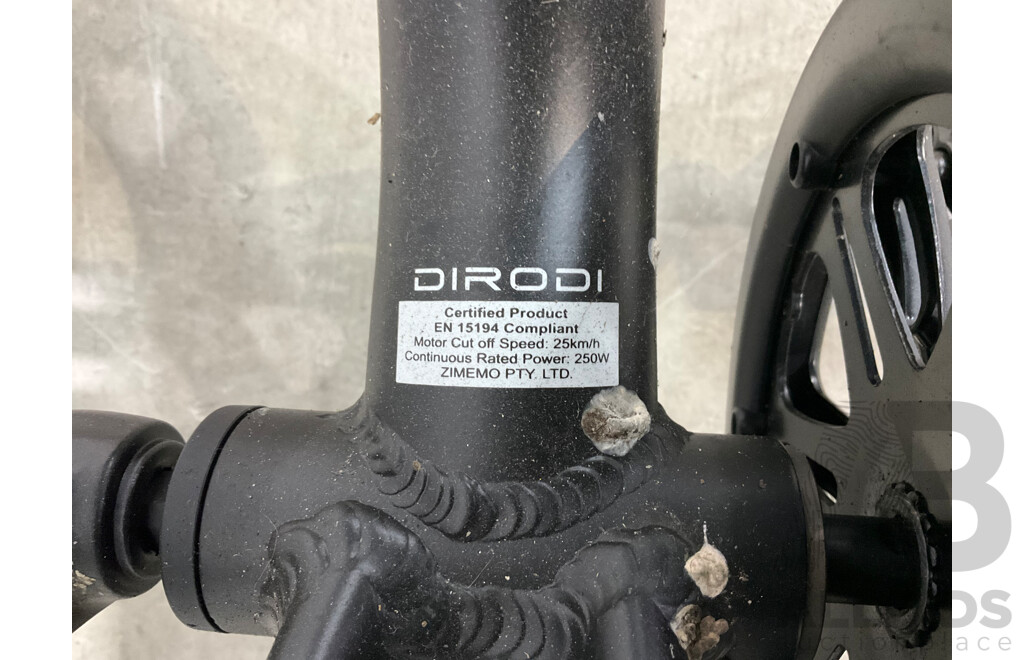 DIRODI
Certified Product
EN 15194 Compliant
Motor Cut off Speed: 25km/h
Continuous Rated Power: 250W
ZIMEMO PTY. LTD.